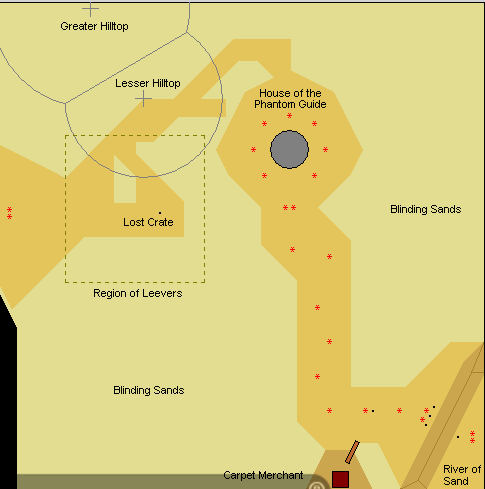 Greater Hilltop
Lesser Hilltop
House of the
Phantom Guide
Blinding Sands
Lost Crate
Region of Leevers
Blinding Sands
Carpet Merchant
River of
Sand